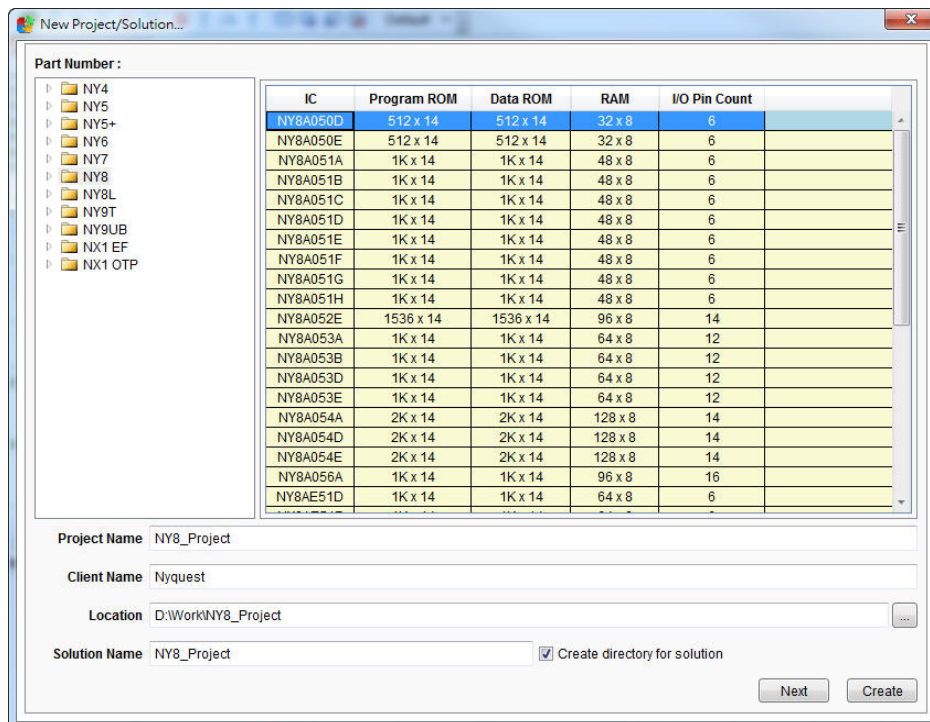 New Project/Solution...
Default
Part Number :
NY4
NY5
NY5+
NY6
NY7
NY8
NY8L
NY9T
NY9UB
NX1 EF
NX1 OTP
IC Program ROM Data ROM RAM I/O Pin Count
NY8A050D 512 x 14 512 x 14 32 x 8 6
NY8A050E 512 x 14 512 x 14 32 x 8 6
NY8A051A 1K x 14 1K x 14 48 x 8 6
NY8A051B 1K x 14 1K x 14 48 x 8 6
NY8A051C 1K x 14 1K x 14 48 x 8 6
NY8A051D 1K x 14 1K x 14 48 x 8 6
NY8A051E 1K x 14 1K x 14 48 x 8 6
NY8A051F 1K x 14 1K x 14 48 x 8 6
NY8A051G 1K x 14 1K x 14 48 x 8 6
NY8A051H 1K x 14 1K x 14 48 x 8 6
NY8A052E 1536 x 14 1536 x 14 96 x 8 14
NY8A053A 1K x 14 1K x 14 64 x 8 12
NY8A053B 1K x 14 1K x 14 64 x 8 12
NY8A053D 1K x 14 1K x 14 64 x 8 12
NY8A053E 1K x 14 1K x 14 64 x 8 12
NY8A054A 2K x 14 2K x 14 128 x 8 14
NY8A054D 2K x 14 2K x 14 128 x 8 14
NY8A054E 2K x 14 2K x 14 128 x 8 14
NY8A056A 1K x 14 1K x 14 96 x 8 16
NY8AE51D 1K x 14 1K x 14 64 x 8 6
Project Name NY8_Project
Client Name Nyquest
Location D:\Work\NY8_Project ...
Solution Name NY8_Project Create directory for solution
Next Create